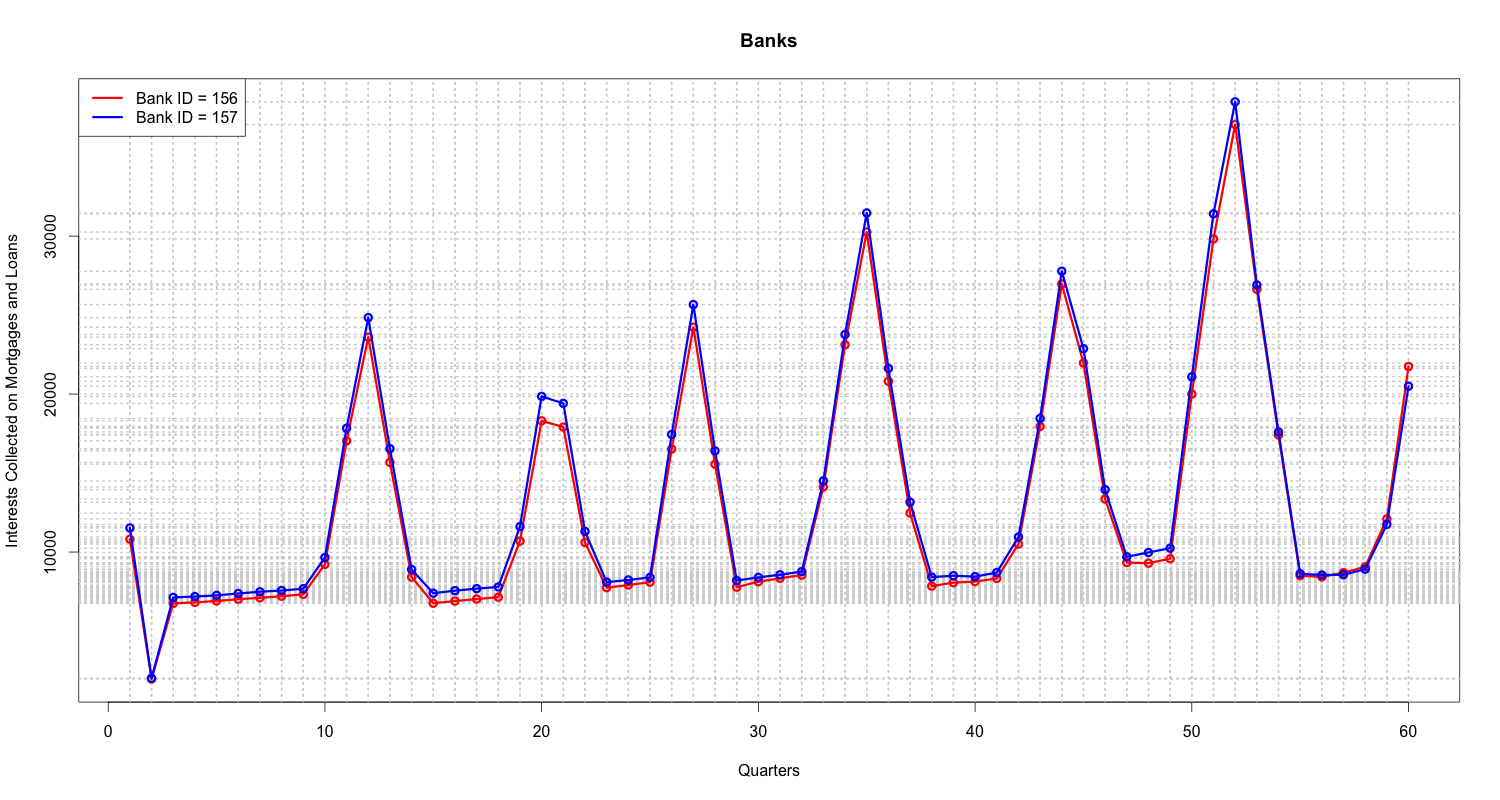 Banks
Bank ID = 156
Bank ID = 157
Interests Collected on Mortgages and Loans
30000
20000
10000
0 10 20 30 40 50 60
Quarters